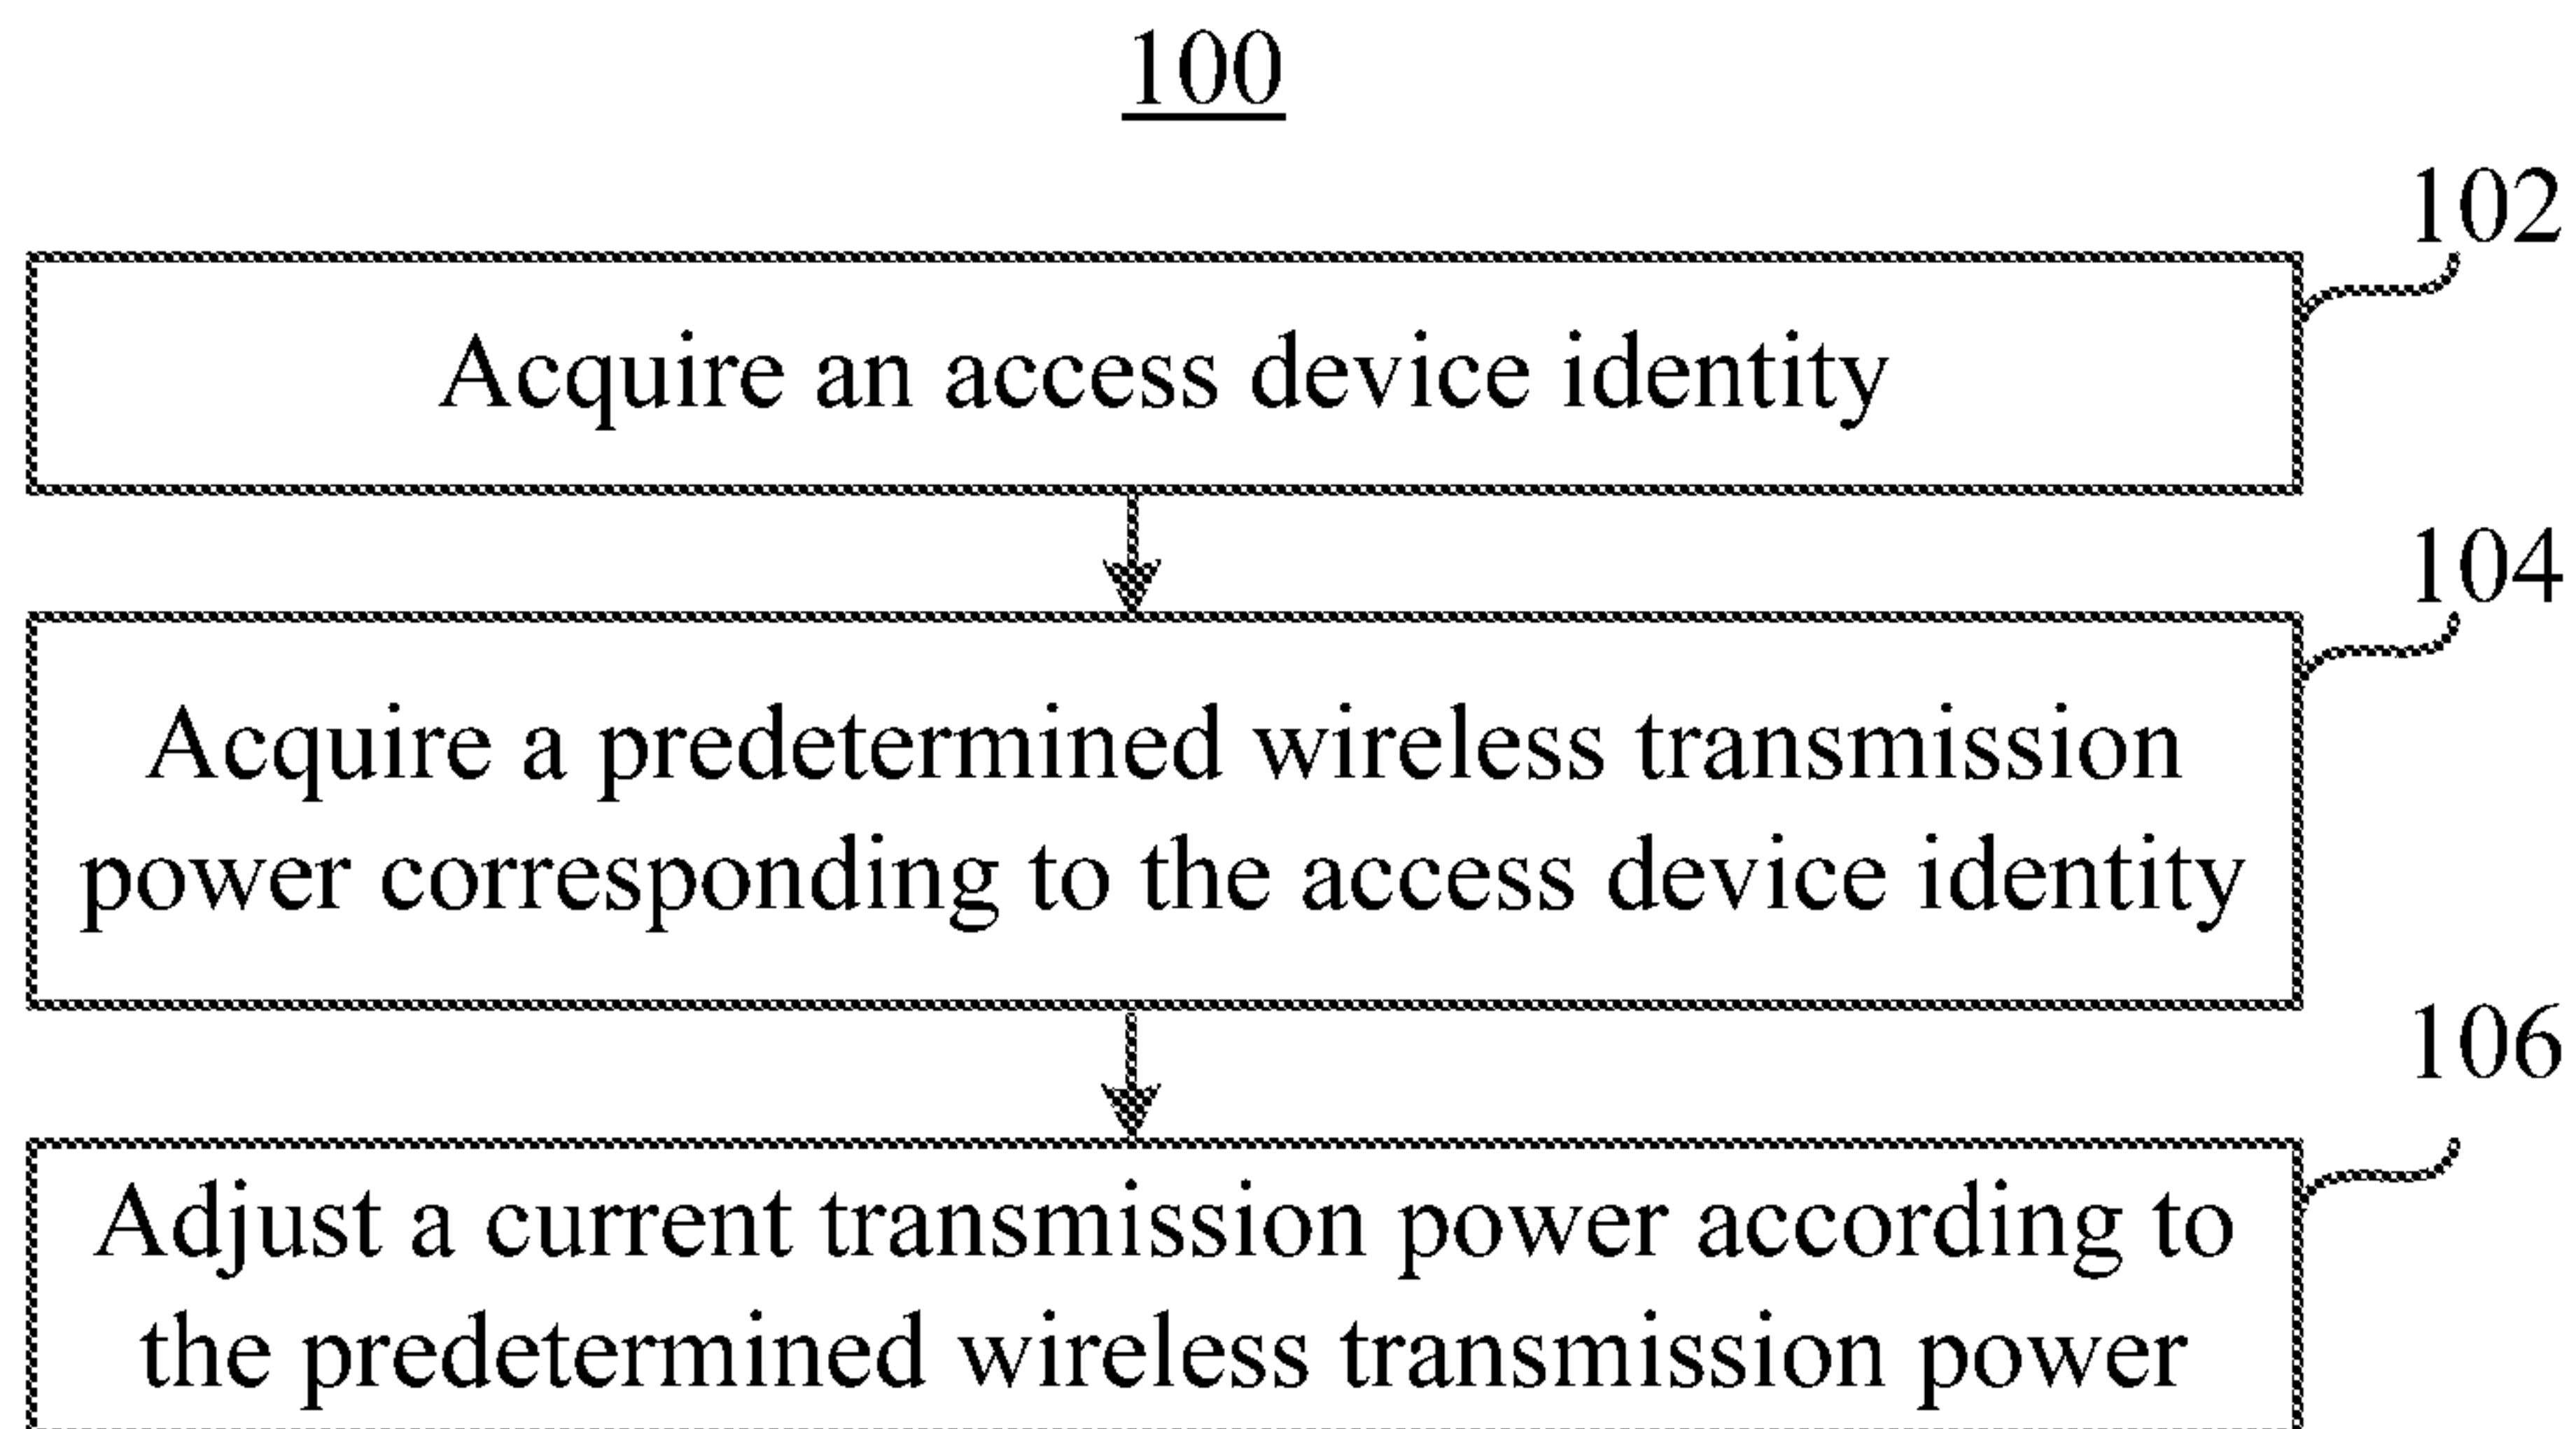 100
102
Acquire an access device identity
104
Acquire a predetermined wireless transmission
power corresponding to the access device identity
106
Adjust a current transmission power according to
the predetermined wireless transmission power